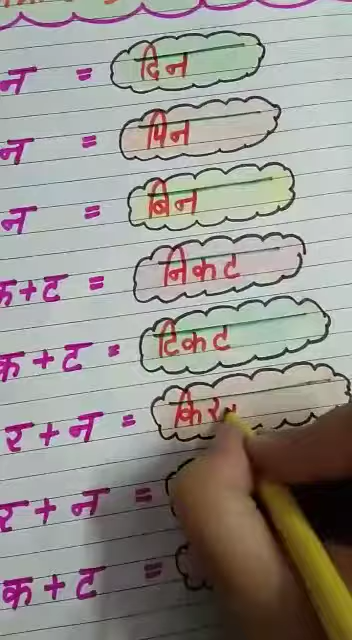 न = दिन
न = पिन
न = बिन
क+ट = निकट
क+ट = टिकट
र+न = किर
र+न =
क+ट =